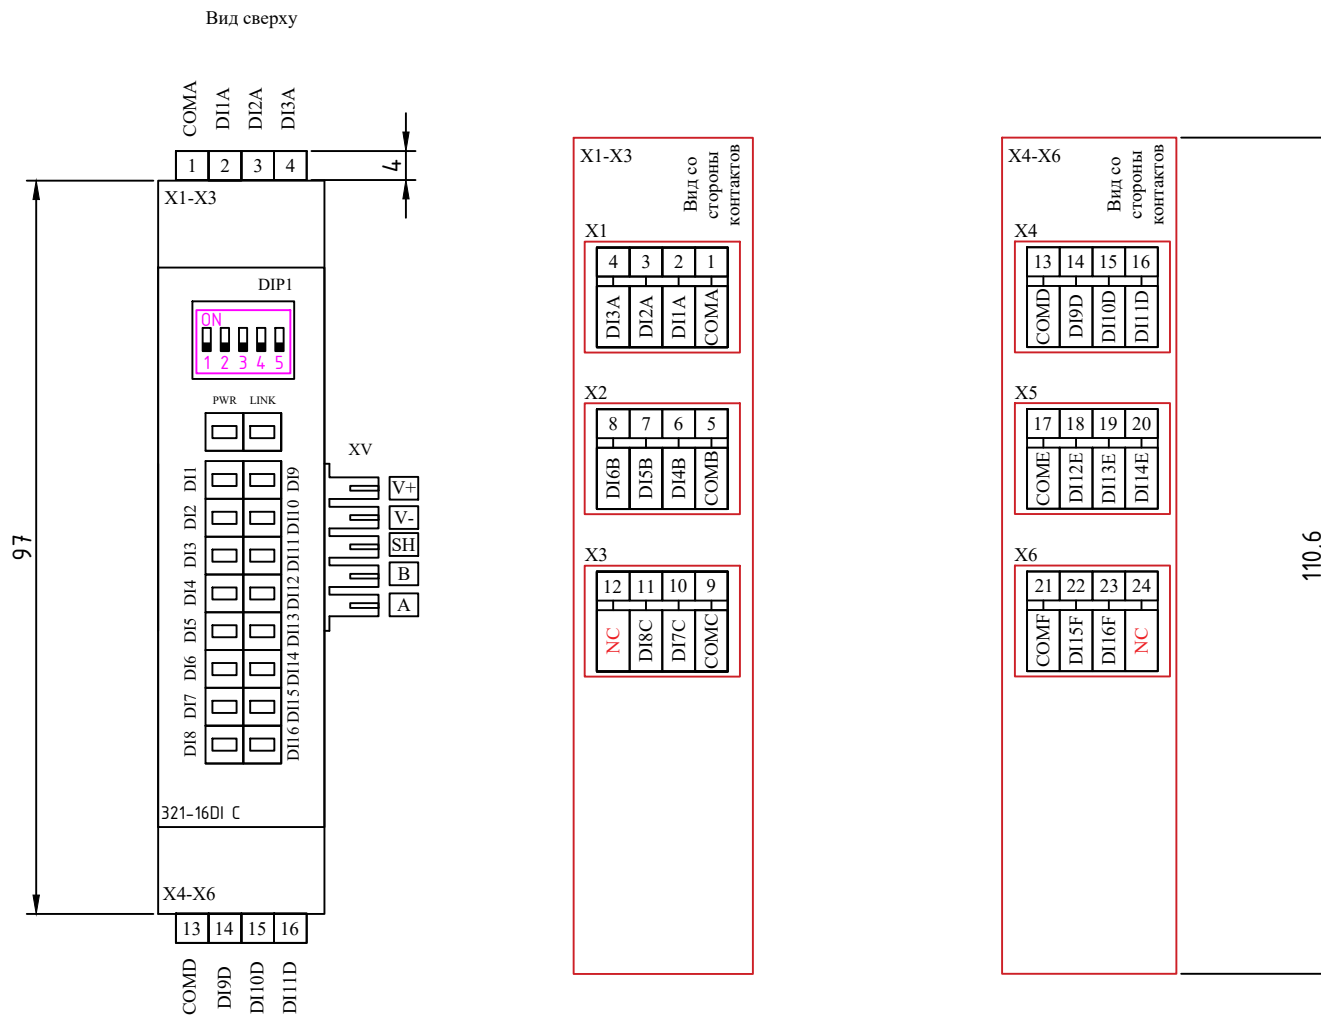 Вид сверху
COMA DI1A DI2A DI3A
1 2 3 4
4
X1-X3
DIP1
ON
1 2 3 4 5
PWR LINK
DI1 DI9
DI2 DI10
DI3 DI11
DI4 DI12
DI5 DI13
DI6 DI14
DI7 DI15
DI8 DI16
XV
V+
V-
SH
B
A
97
321-16DI C
X4-X6
13 14 15 16
COMD DI9D DI10D DI11D
X1-X3
Вид со
стороны
контактов
X1
4 3 2 1
DI3A DI2A DI1A COMA
X2
8 7 6 5
DI6B DI5B DI4B COMB
X3
12 11 10 9
NC DI8C DI7C COMC
X4-X6
Вид со
стороны
контактов
X4
13 14 15 16
COMD DI9D DI10D DI11D
X5
17 18 19 20
COME DI12E DI13E DI14E
X6
21 22 23 24
COMF DI15F DI16F NC
110.6